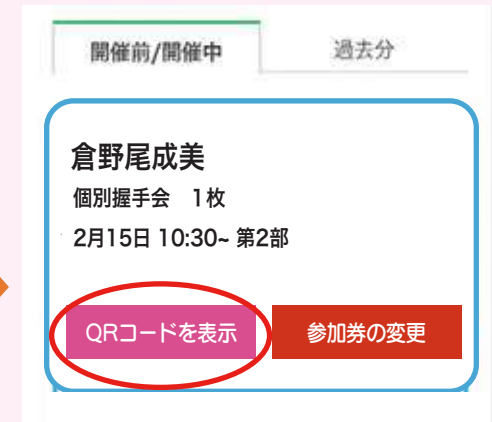 開催前/開催中
過去分
倉野尾成美
個別握手会　1枚
2月15日 10:30~ 第2部
QRコードを表示
参加券の変更